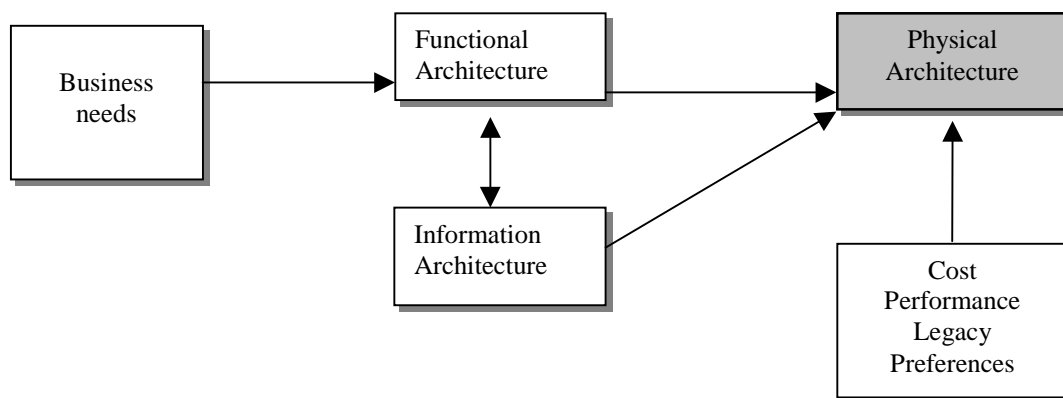 Business
needs
Functional
Architecture
Information
Architecture
Physical
Architecture
Cost
Performance
Legacy
Preferences